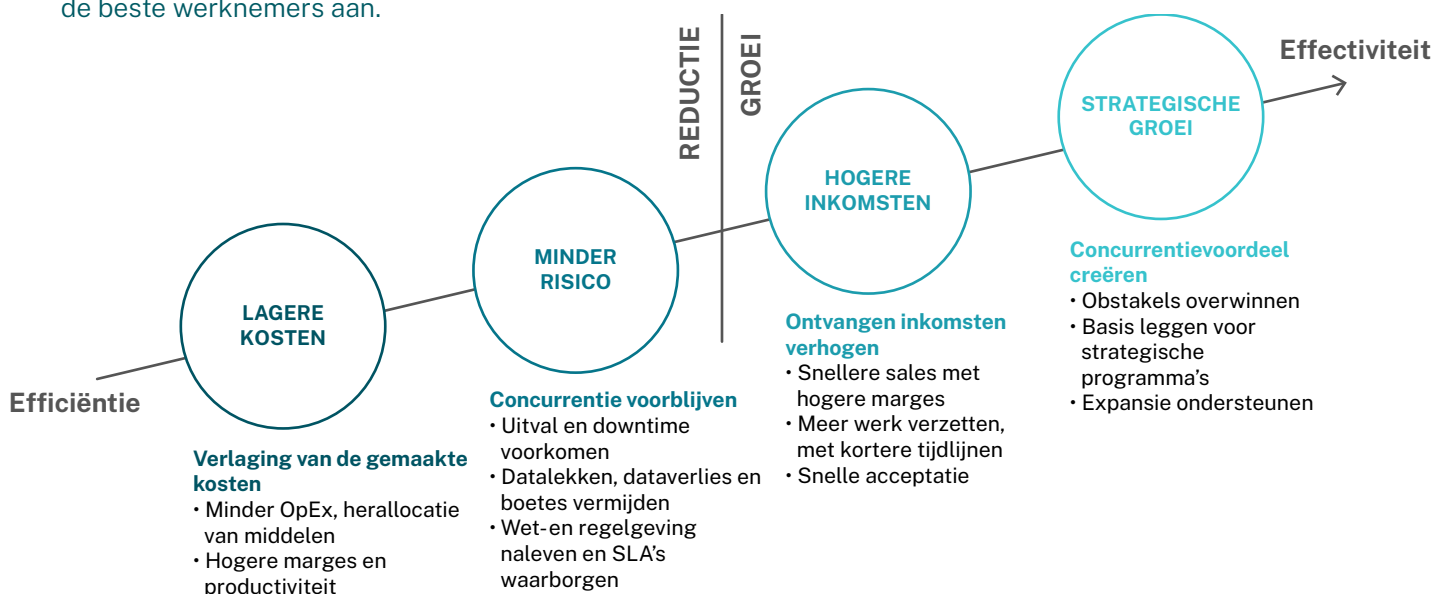 de beste werknemers aan.
REDUCTIE
GROEI
Effectiviteit
STRATEGISCHE
GROEI
HOGERE
INKOMSTEN
MINDER
RISICO
LAGERE
KOSTEN
Efficiëntie
Verlaging van de gemaakte
kosten
• Minder OpEx, herallocatie
van middelen
• Hogere marges en
productiviteit
Concurrentie voorblijven
• Uitval en downtime
voorkomen
• Datalekken, dataverlies en
boetes vermijden
• Wet- en regelgeving
naleven en SLA's
waarborgen
Ontvangen inkomsten
verhogen
• Snellere sales met
hogere marges
• Meer werk verzetten,
met kortere tijdlijnen
• Snelle acceptatie
Concurrentievoordeel
creëren
• Obstakels overwinnen
• Basis leggen voor
strategische
programma's
• Expansie ondersteunen